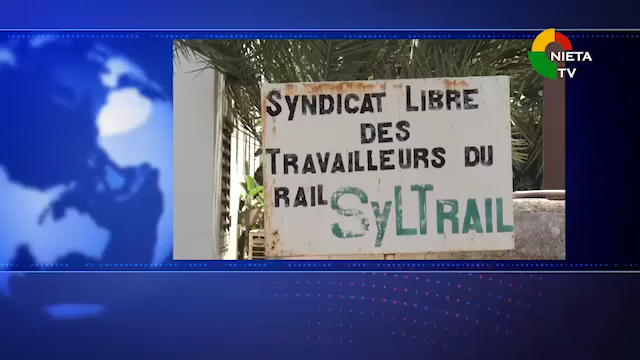 NIETA
TV
SYNDICAT LIBRE
DES
TRAVAILLEURS DU
RAIL SyLTRAIL